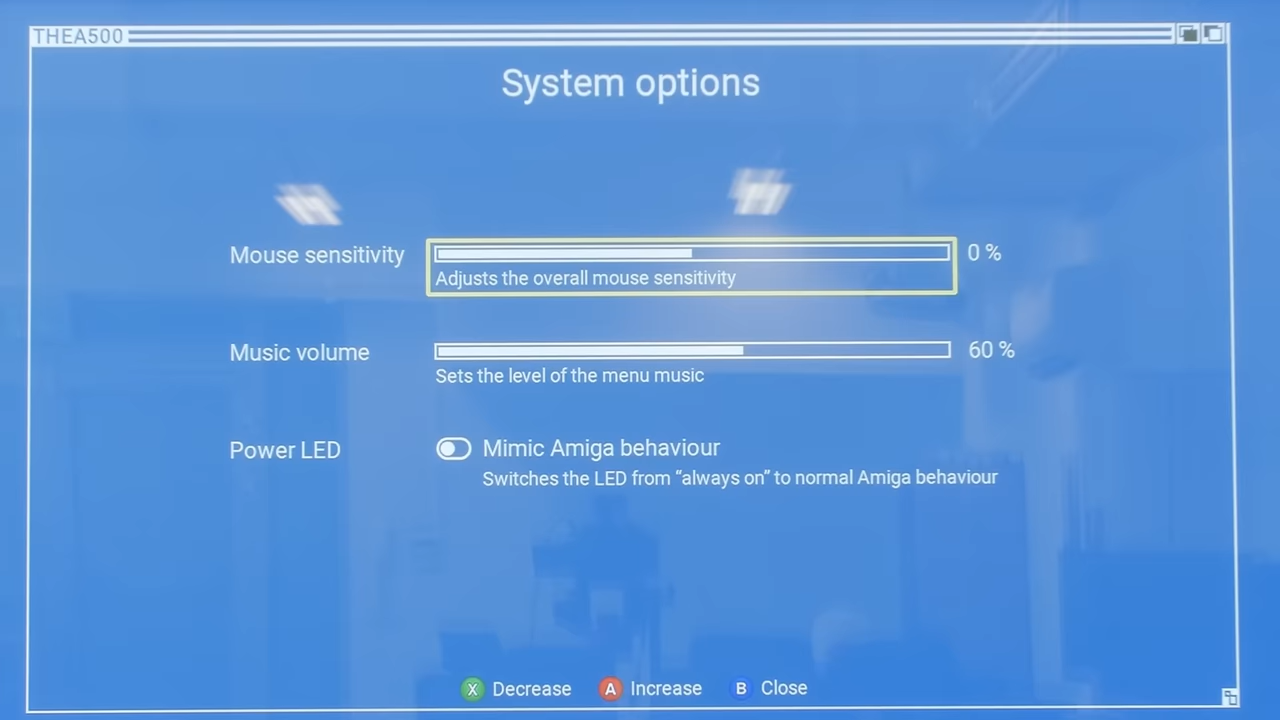 THEA500
System options
Mouse sensitivity
0 %
Adjusts the overall mouse sensitivity
Music volume
60 %
Sets the level of the menu music
Power LED
Mimic Amiga behaviour
Switches the LED from “always on” to normal Amiga behaviour
X Decrease A Increase B Close